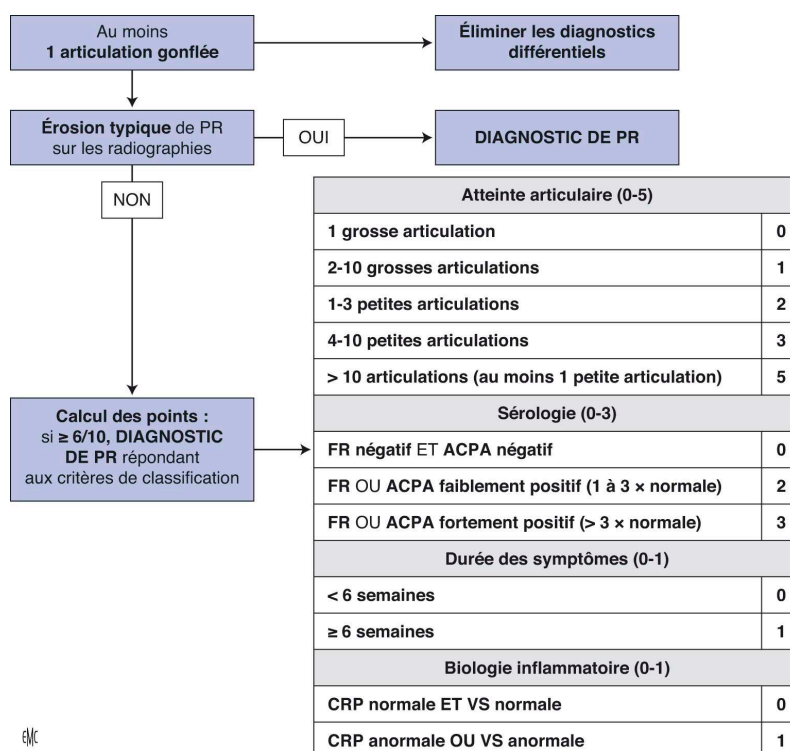 Au moins
1 articulation gonflée
Éliminer les diagnostics
différentiels
Érosion typique de PR
sur les radiographies
OUI
DIAGNOSTIC DE PR
NON
Atteinte articulaire (0-5)
1 grosse articulation 0
2-10 grosses articulations 1
1-3 petites articulations 2
4-10 petites articulations 3
> 10 articulations (au moins 1 petite articulation) 5
Calcul des points :
si ≥ 6/10, DIAGNOSTIC
DE PR répondant
aux critères de classification
Sérologie (0-3)
FR négatif ET ACPA négatif 0
FR OU ACPA faiblement positif (1 à 3 × normale) 2
FR OU ACPA fortement positif (> 3 × normale) 3
Durée des symptômes (0-1)
< 6 semaines 0
≥ 6 semaines 1
Biologie inflammatoire (0-1)
CRP normale ET VS normale 0
CRP anormale OU VS anormale 1
EMC